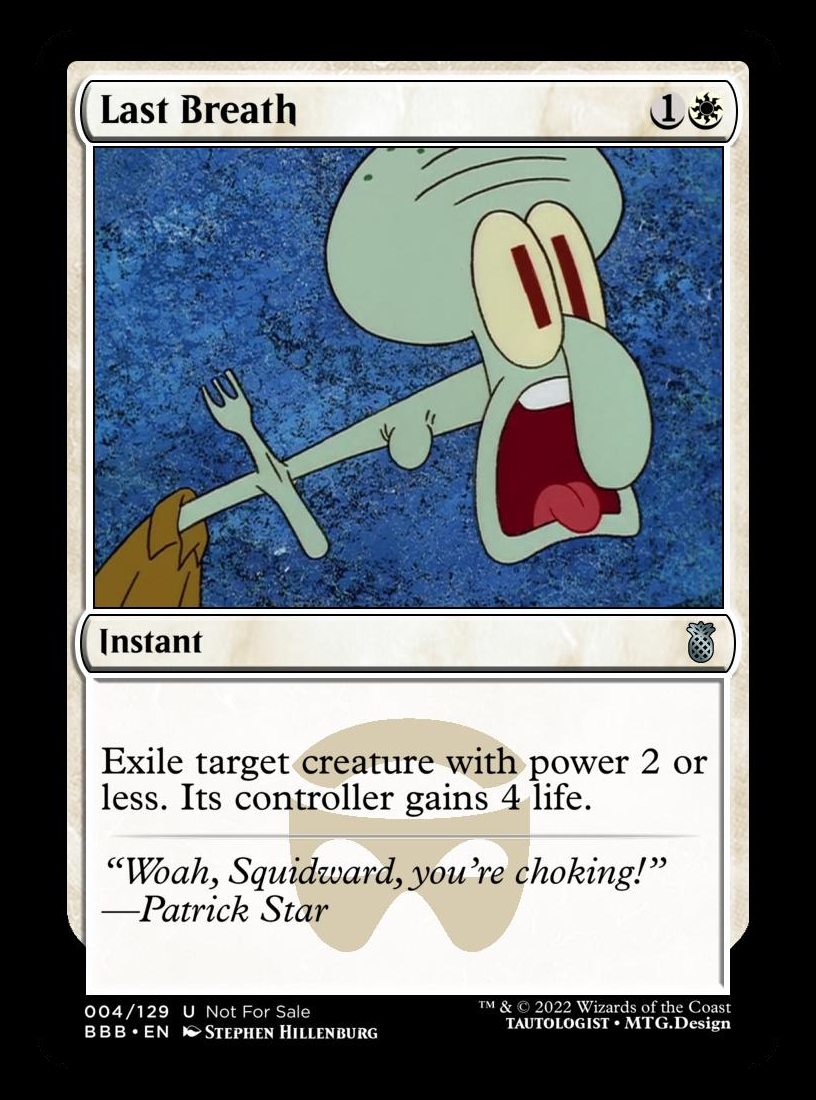 Last Breath 1
Instant
Exile target creature with power 2 or
less. Its controller gains 4 life.
“Woah, Squidward, you’re choking!”
—Patrick Star
004/129 U Not For Sale
BBB • EN STEPHEN HILLENBURG
™ & © 2022 Wizards of the Coast
TAUTOLOGIST • MTG.Design